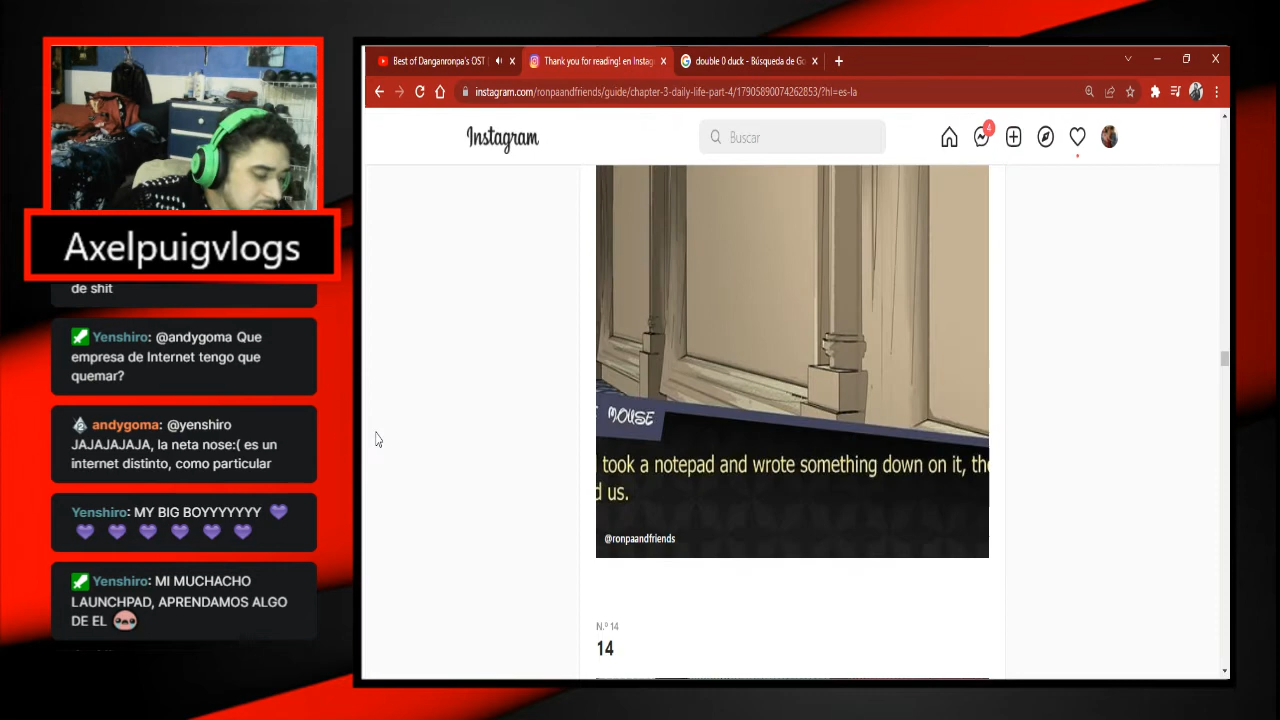 Axelpuigvlogs
de shit
Yenshiro: @andygoma Que
empresa de Internet tengo que
quemar?
andygoma: @yenshiro
JAJAJAJAJA, la neta nose:( es un
internet distinto, como particular
Yenshiro: MY BIG BOYYYYYYY
Yenshiro: MI MUCHACHO
LAUNCHPAD, APRENDAMOS ALGO
DE EL
Best of Danganronpa's OST
Thank you for reading! en Instag
double 0 duck - Búsqueda de Go
instagram.com/ronpaandfriends/guide/chapter-3-daily-life-part-4/17905890074262853/?hl=es-la
Instagram
Buscar
4
MOUSE
took a notepad and wrote something down on it, the
d us.
@ronpaandfriends
N.º 14
14